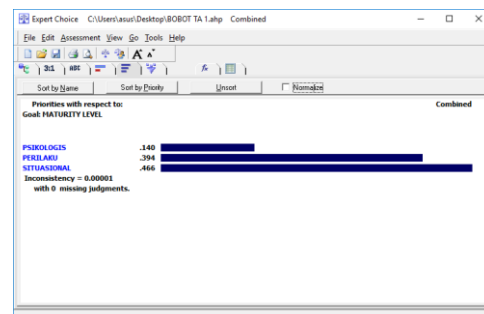 Expert Choice C:\Users\asus\Desktop\BOBOT TA 1.ahp Combined
File Edit Assessment View Go Tools Help
3:1 ABC
Sort by Name Sort by Priority Unsort Normalize
Priorities with respect to: Combined
Goal: MATURITY LEVEL
PSIKOLOGIS .140
PERILAKU .394
SITUASIONAL .466
Inconsistency = 0.00001
with 0 missing judgments.